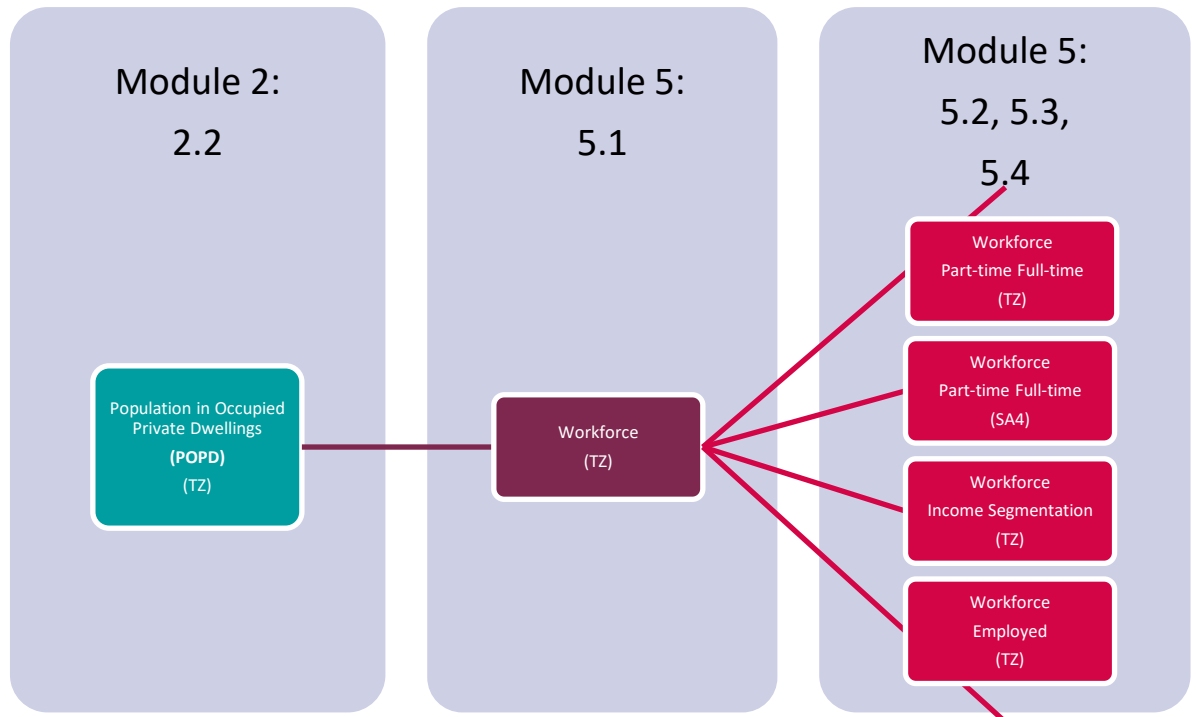 Module 2:
2.2
Population in Occupied
Private Dwellings
(POPD)
(TZ)
Module 5:
5.1
Workforce
(TZ)
Module 5:
5.2, 5.3,
5.4
Workforce
Part-time Full-time
(TZ)
Workforce
Part-time Full-time
(SA4)
Workforce
Income Segmentation
(TZ)
Workforce
Employed
(TZ)